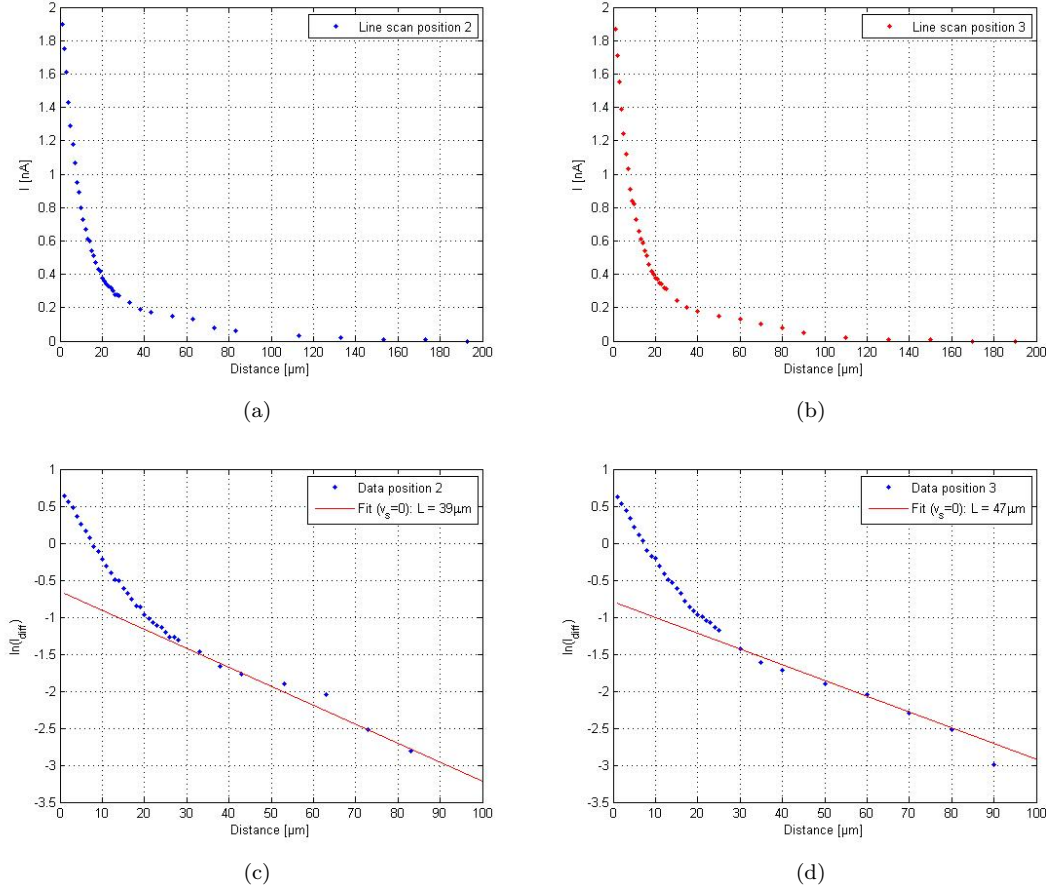 2
1.8
1.6
1.4
1.2
1
0.8
0.6
0.4
0.2
0
I [nA]
Line scan position 2
0 20 40 60 80 100 120 140 160 180 200
Distance [µm]
(a)
2
1.8
1.6
1.4
1.2
1
0.8
0.6
0.4
0.2
0
I [nA]
Line scan position 3
0 20 40 60 80 100 120 140 160 180 200
Distance [µm]
(b)
1
0.5
0
-0.5
-1
-1.5
-2
-2.5
-3
-3.5
ln(I_diff)
Data position 2
Fit (v_s=0): L = 39µm
0 10 20 30 40 50 60 70 80 90 100
Distance [µm]
(c)
1
0.5
0
-0.5
-1
-1.5
-2
-2.5
-3
-3.5
ln(I_diff)
Data position 3
Fit (v_s=0): L = 47µm
0 10 20 30 40 50 60 70 80 90 100
Distance [µm]
(d)